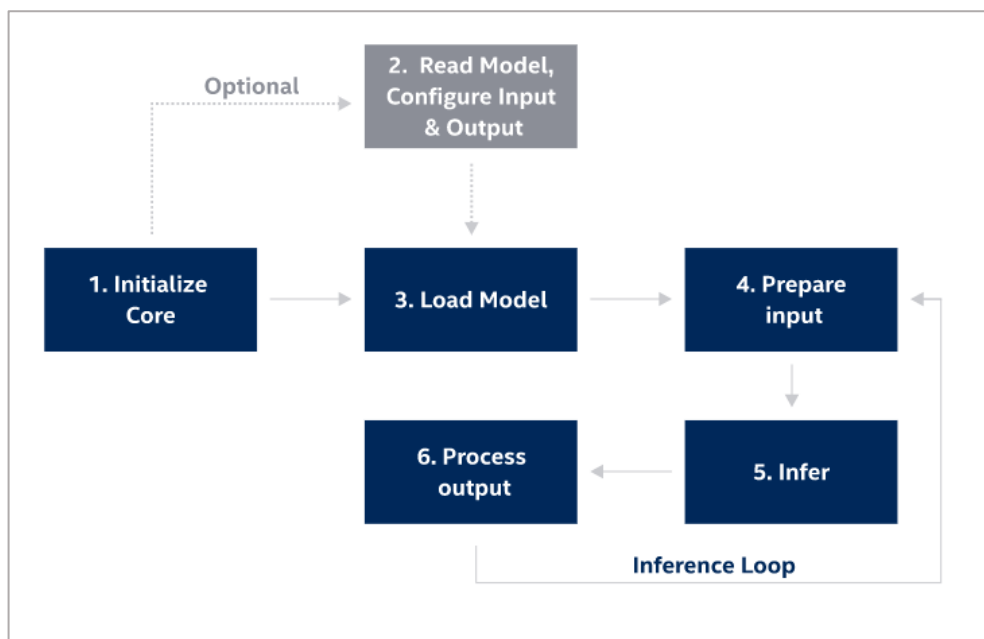 Optional
2. Read Model,
Configure Input
& Output
1. Initialize
Core
3. Load Model
4. Prepare
input
5. Infer
6. Process
output
Inference Loop